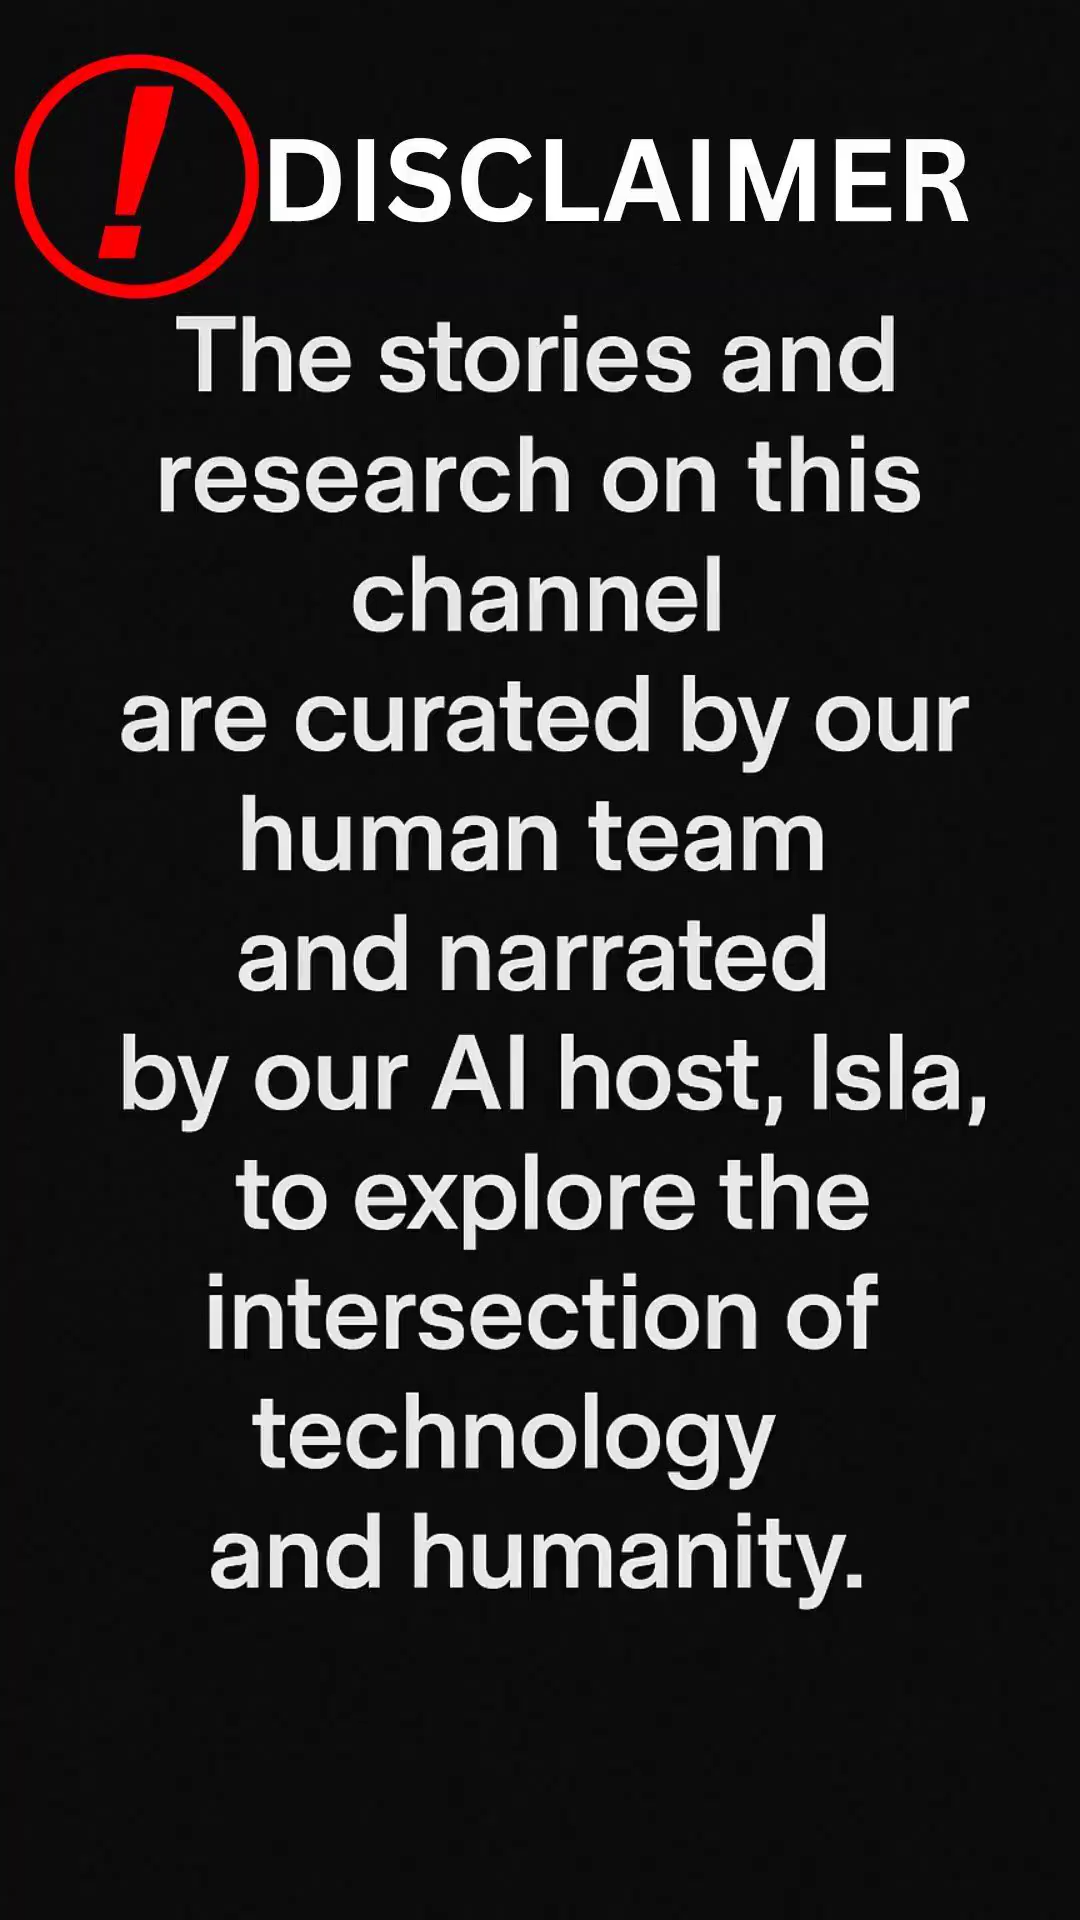 ! DISCLAIMER
The stories and
research on this
channel
are curated by our
human team
and narrated
by our AI host, Isla,
to explore the
intersection of
technology
and humanity.